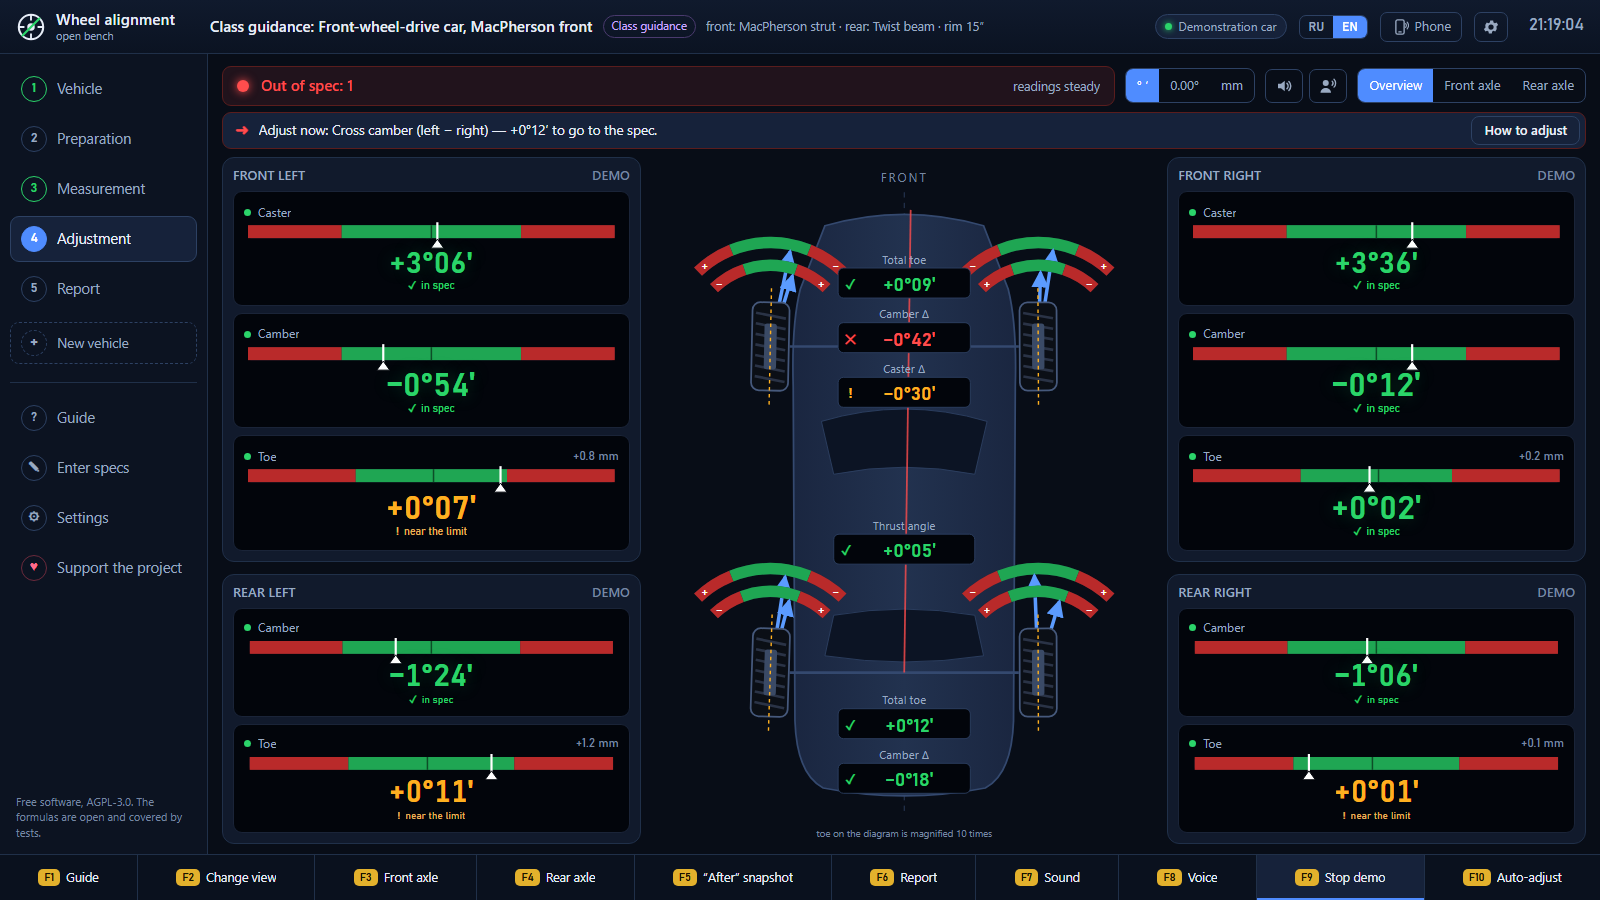 Wheel alignment
open bench
Class guidance: Front-wheel-drive car, MacPherson front
Class guidance
front: MacPherson strut · rear: Twist beam · rim 15″
Demonstration car
RU
EN
Phone
21:19:04
1 Vehicle
2 Preparation
3 Measurement
4 Adjustment
5 Report
+ New vehicle
? Guide
Enter specs
Settings
Support the project
Free software, AGPL-3.0. The
formulas are open and covered by
tests.
Out of spec: 1
readings steady
° ′
0.00°
mm
Overview
Front axle
Rear axle
➜ Adjust now: Cross camber (left − right) — +0°12′ to go to the spec.
How to adjust
FRONT LEFT
DEMO
Caster
+3°06′
✓ in spec
Camber
−0°54′
✓ in spec
Toe
+0.8 mm
+0°07′
! near the limit
REAR LEFT
DEMO
Camber
−1°24′
✓ in spec
Toe
+1.2 mm
+0°11′
! near the limit
FRONT
Total toe
✓ +0°09′
Camber Δ
✕ −0°42′
Caster Δ
! −0°30′
Thrust angle
✓ +0°05′
Total toe
✓ +0°12′
Camber Δ
✓ −0°18′
toe on the diagram is magnified 10 times
FRONT RIGHT
DEMO
Caster
+3°36′
✓ in spec
Camber
−0°12′
✓ in spec
Toe
+0.2 mm
+0°02′
✓ in spec
REAR RIGHT
DEMO
Camber
−1°06′
✓ in spec
Toe
+0.1 mm
+0°01′
! near the limit
F1 Guide
F2 Change view
F3 Front axle
F4 Rear axle
F5 “After” snapshot
F6 Report
F7 Sound
F8 Voice
F9 Stop demo
F10 Auto-adjust